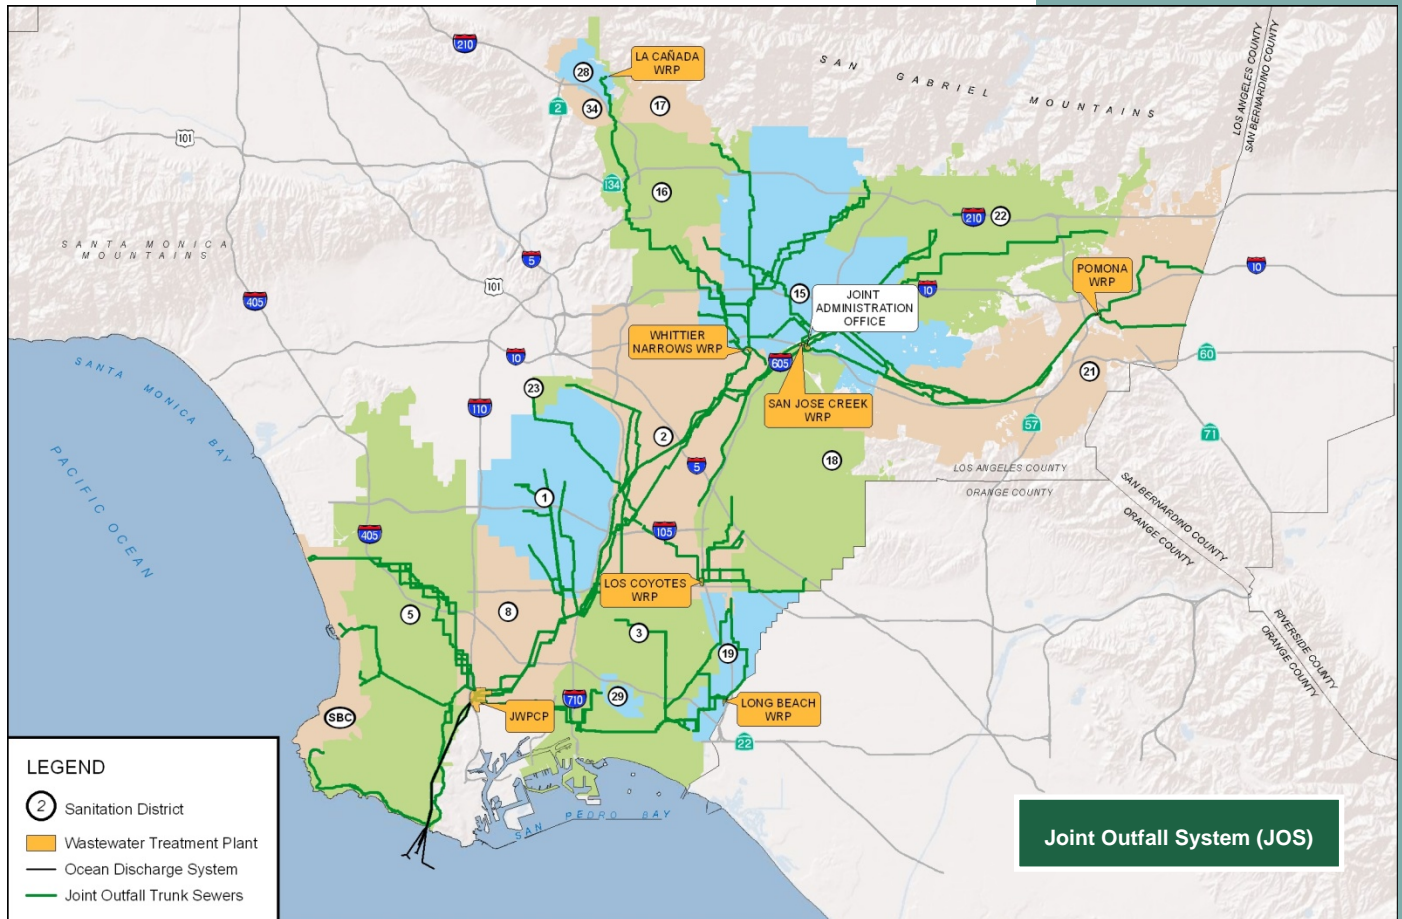 LA CAÑADA
WRP
SAN GABRIEL MOUNTAINS
LOS ANGELES COUNTY
SAN BERNARDINO COUNTY
210
28
2
34
17
101
134
16
210
22
SANTA MONICA
MOUNTAINS
5
101
405
10
POMONA
WRP
10
15
JOINT
ADMINISTRATION
OFFICE
WHITTIER
NARROWS WRP
605
10
60
21
SANTA MONICA BAY
23
110
SAN JOSE CREEK
WRP
57
71
2
5
18
LOS ANGELES COUNTY
ORANGE COUNTY
PACIFIC OCEAN
1
SAN BERNARDINO COUNTY
ORANGE COUNTY
405
105
LOS COYOTES
WRP
5
8
3
19
RIVERSIDE COUNTY
ORANGE COUNTY
SBC
JWPCP
710
29
LONG BEACH
WRP
22
SAN PEDRO BAY
LEGEND
2 Sanitation District
Wastewater Treatment Plant
Ocean Discharge System
Joint Outfall Trunk Sewers
Joint Outfall System (JOS)